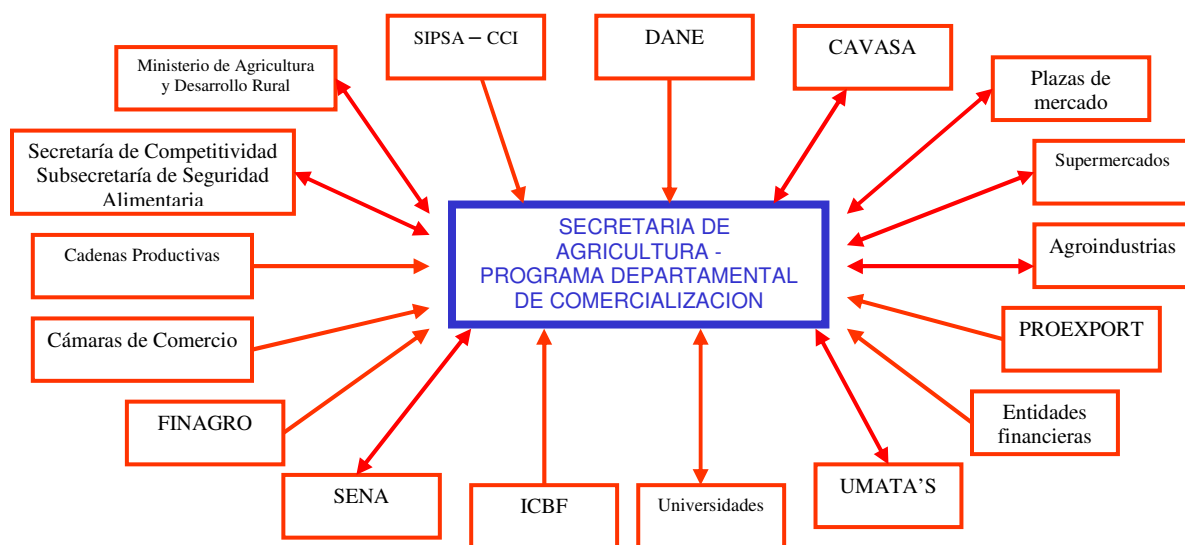 SIPSA – CCI
DANE
CAVASA
Ministerio de Agricultura
y Desarrollo Rural
Plazas de
mercado
Secretaría de Competitividad
Subsecretaría de Seguridad
Alimentaria
Supermercados
SECRETARIA DE
AGRICULTURA -
PROGRAMA DEPARTAMENTAL
DE COMERCIALIZACION
Cadenas Productivas
Agroindustrias
Cámaras de Comercio
PROEXPORT
FINAGRO
Entidades
financieras
SENA
ICBF
Universidades
UMATA’S